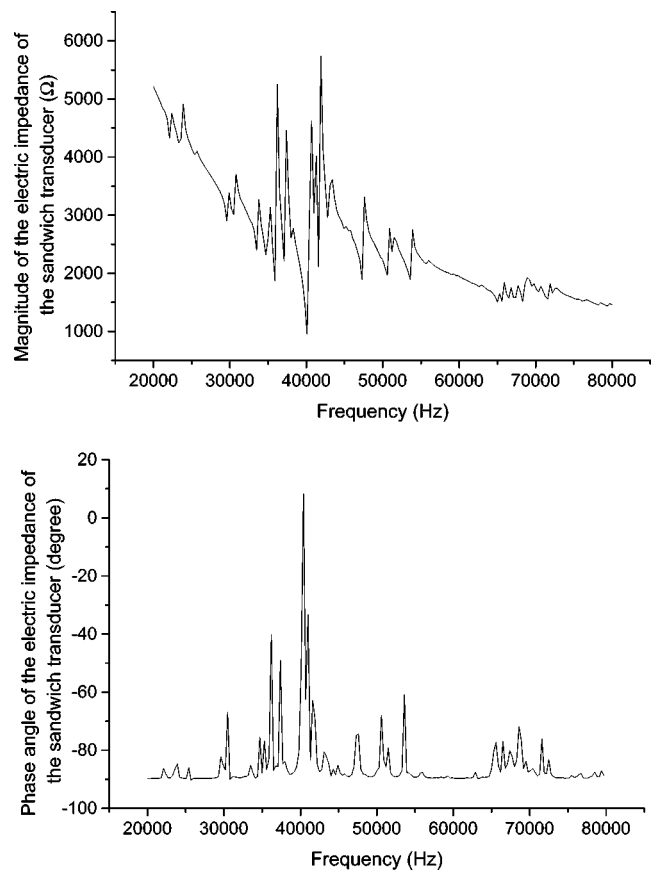 Magnitude of the electric impedance of
the sandwich transducer (Ω)
6000
5000
4000
3000
2000
1000
20000 30000 40000 50000 60000 70000 80000
Frequency (Hz)
Phase angle of the electric impedance of
the sandwich transducer (degree)
20
0
-20
-40
-60
-80
-100
20000 30000 40000 50000 60000 70000 80000
Frequency (Hz)